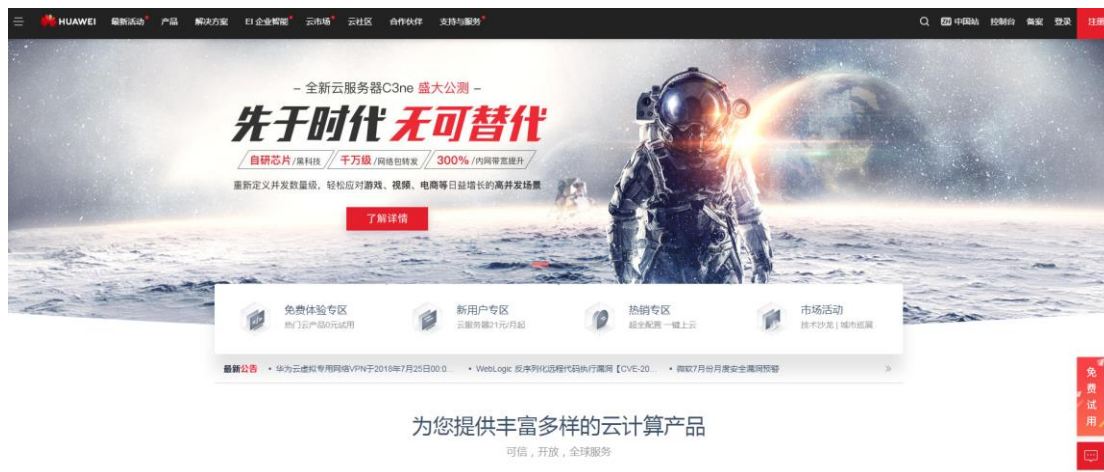 HUAWEI 最新活动 产品 解决方案 EI 企业智能 云市场 云社区 合作伙伴 支持与服务 中国站 控制台 备案 登录 注册
– 全新云服务器C3ne 盛大公测 –
先于时代 无可替代
自研芯片/黑科技 千万级/网络包转发 300%/内网带宽提升
重新定义并发数量级，轻松应对游戏、视频、电商等日益增长的高并发场景
了解详情
免费体验专区 新用户专区 热销专区 市场活动
热门云产品0元试用 云服务器21元/月起 超全配置 一键上云 技术沙龙 | 城市巡展
最新公告 • 华为云虚拟专用网络VPN于2018年7月25日00:0... • WebLogic 反序列化远程代码执行漏洞【CVE-20... • 微软7月份月度安全漏洞预警 »
免费试用
为您提供丰富多样的云计算产品
可信，开放，全球服务